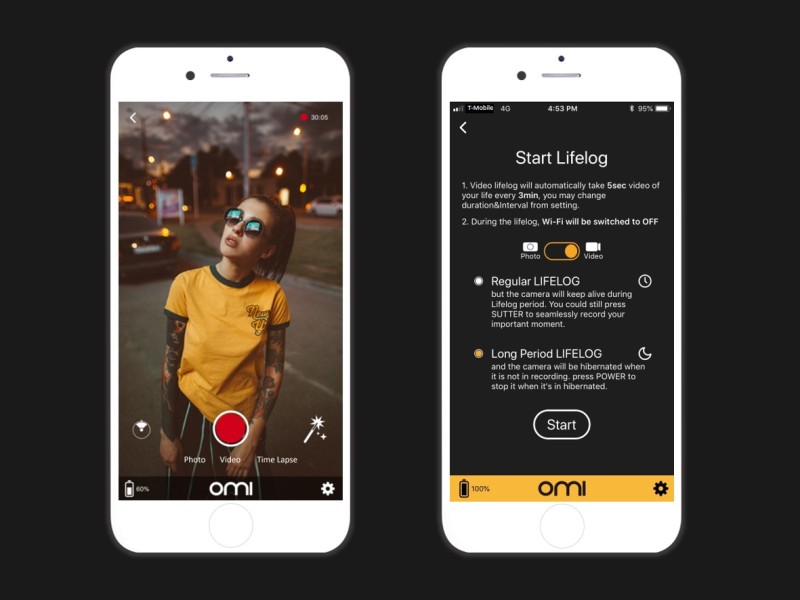 30:05
New
Photo Video Time Lapse
60%
omi
T-Mobile 4G 4:53 PM 95%
Start Lifelog
1. Video lifelog will automatically take 5sec video of
your life every 3min, you may change
duration&Interval from setting.
2. During the lifelog, Wi-Fi will be switched to OFF
Photo Video
Regular LIFELOG
but the camera will keep alive during
Lifelog period. You could still press
SUTTER to seamlessly record your
important moment.
Long Period LIFELOG
and the camera will be hibernated when
it is not in recording. press POWER to
stop it when it's in hibernated.
Start
100%
omi